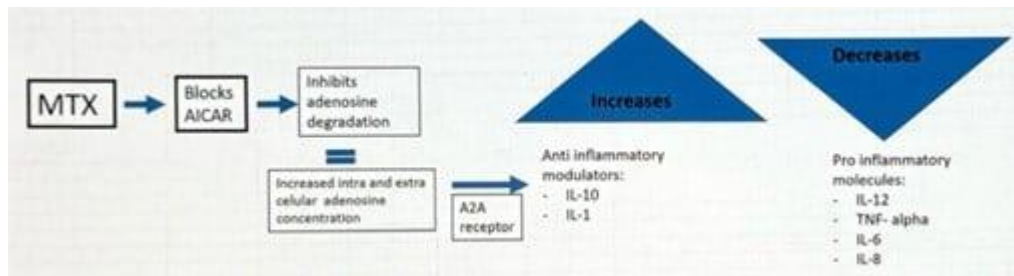 MTX
Blocks
AICAR
Inhibits
adenosine
degradation
Increased intra and extra
cellular adenosine
concentration
A2A
receptor
Increases
Anti inflammatory
modulators:
- IL-10
- IL-1
Decreases
Pro inflammatory
molecules:
- IL-12
- TNF- alpha
- IL-6
- IL-8